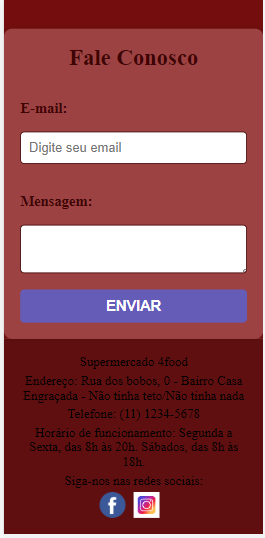 Fale Conosco
E-mail:
Digite seu email
Mensagem:
ENVIAR
Supermercado 4food
Endereço: Rua dos bobos, 0 - Bairro Casa
Engraçada - Não tinha teto/Não tinha nada
Telefone: (11) 1234-5678
Horário de funcionamento: Segunda a
Sexta, das 8h às 20h. Sábados, das 8h às
18h.
Siga-nos nas redes sociais: